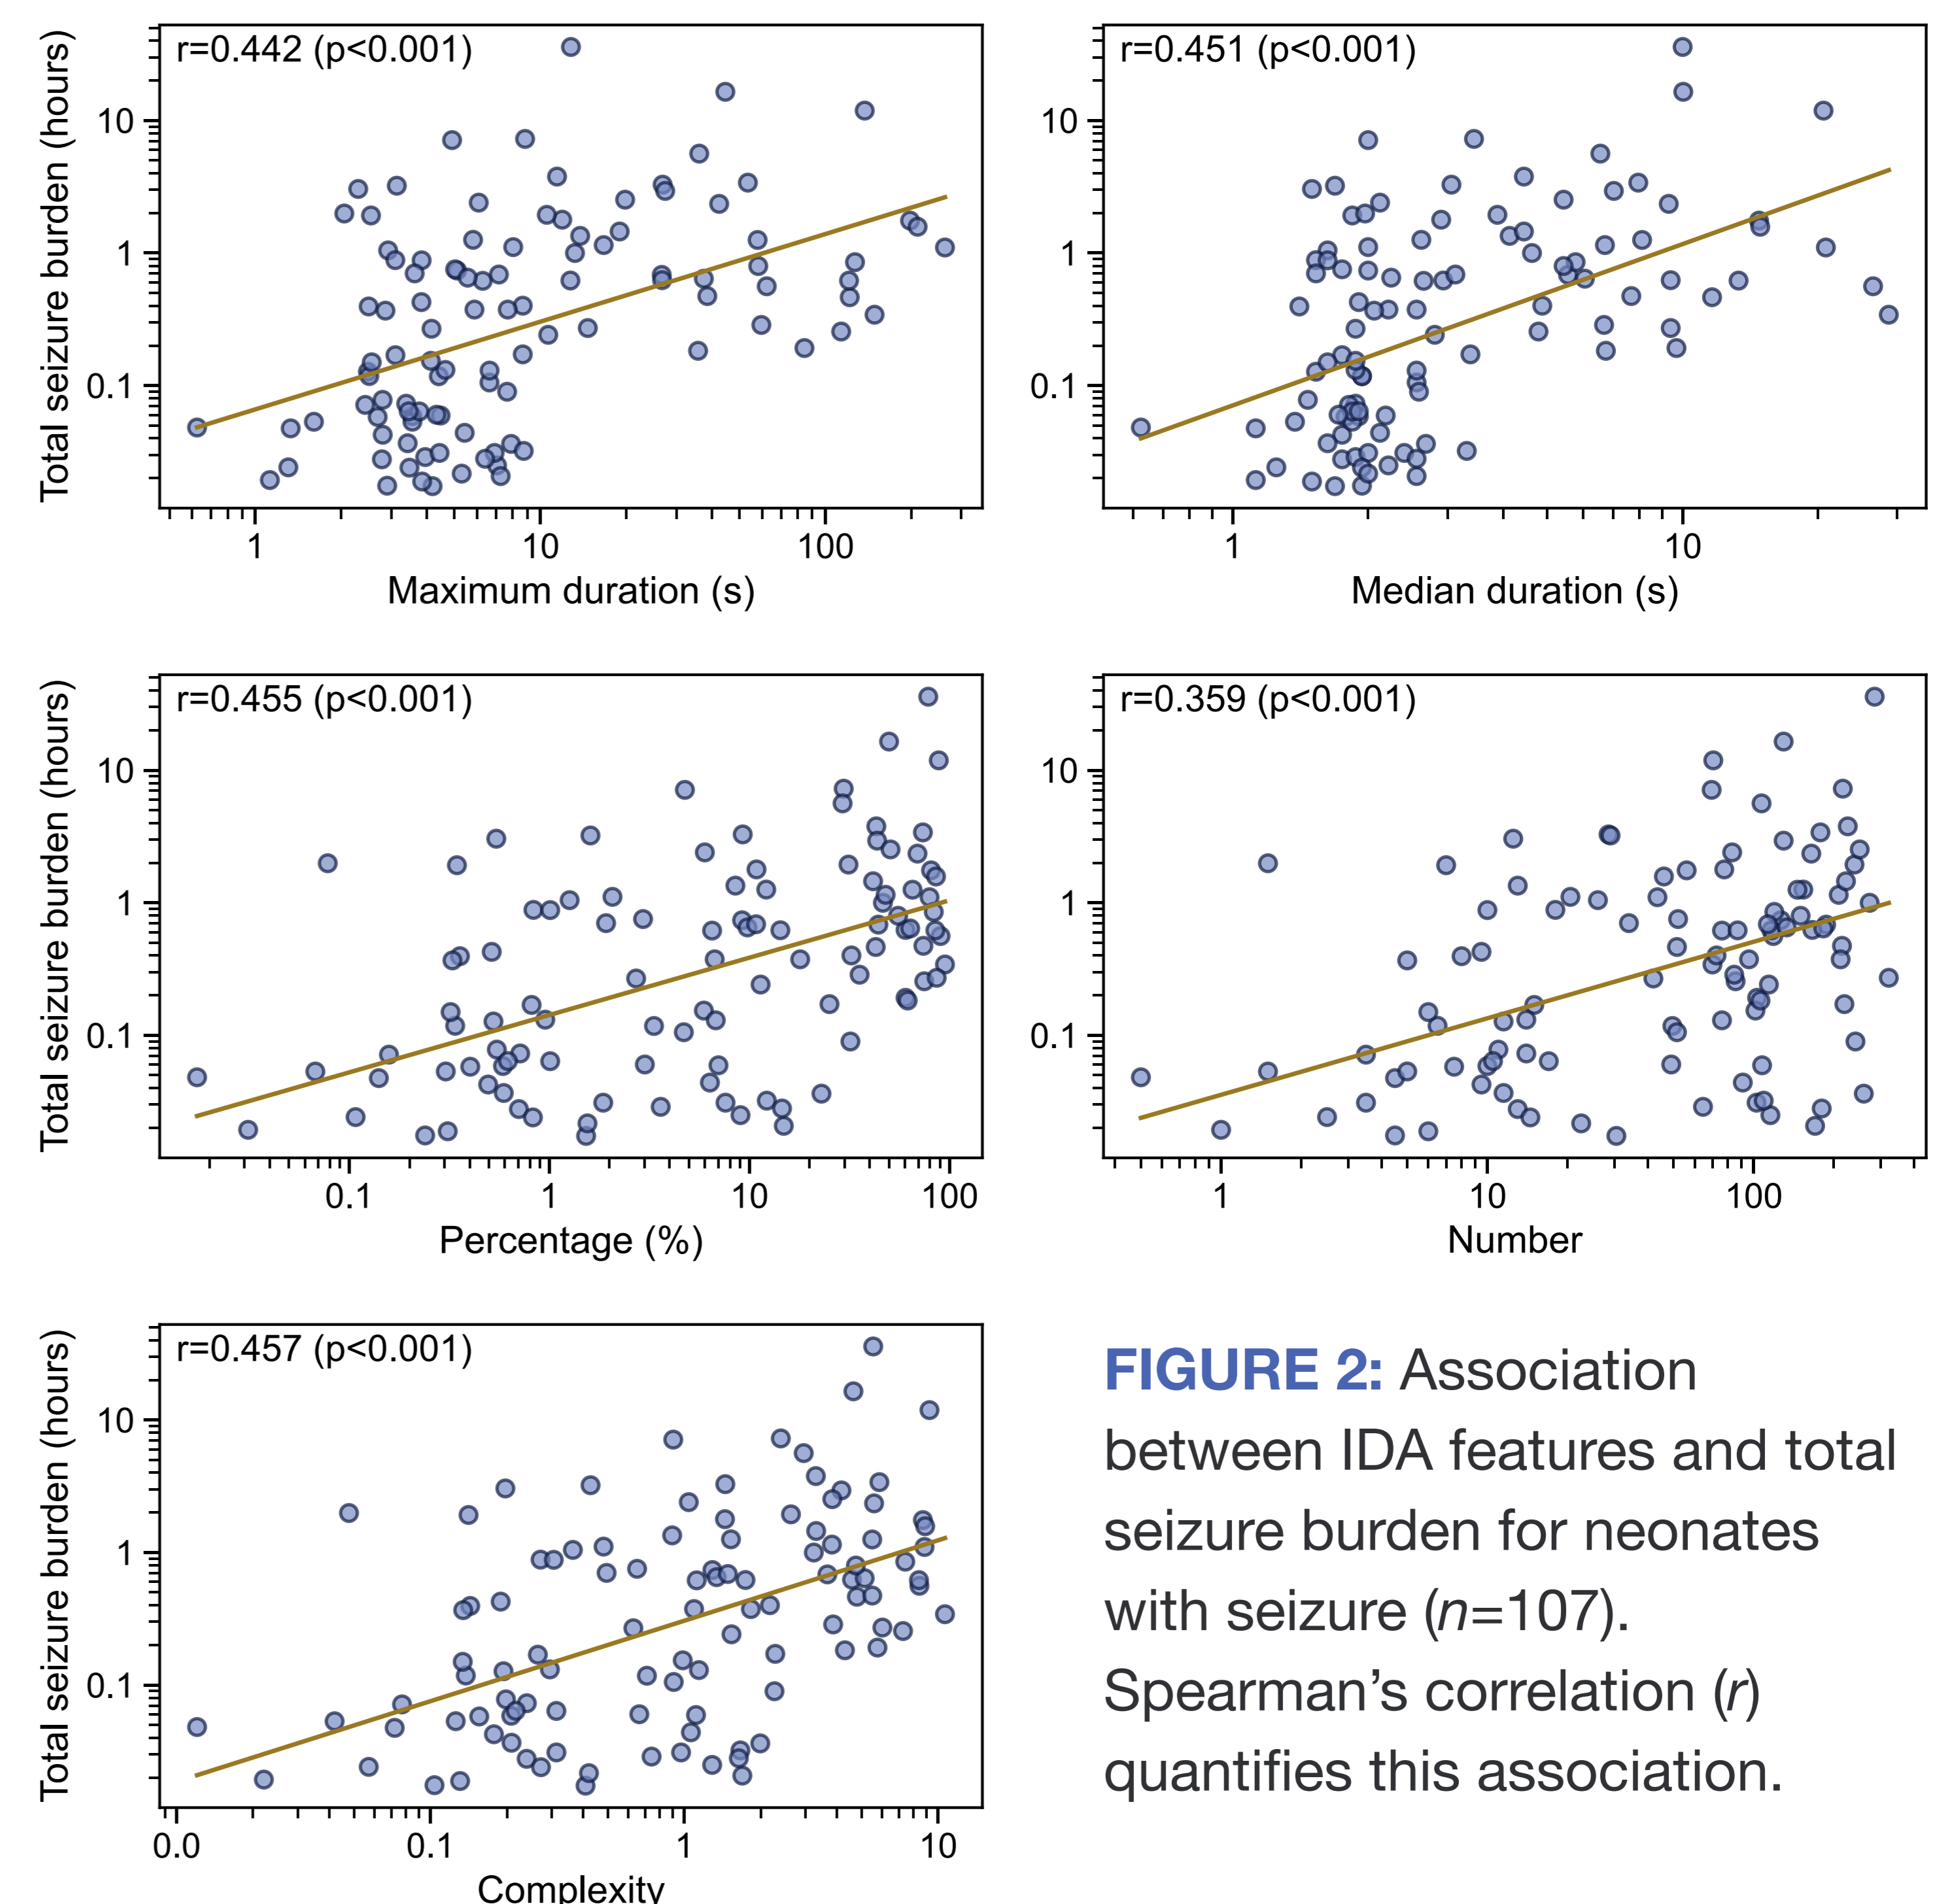 r=0.442 (p<0.001)
Total seizure burden (hours)
10
1
0.1
1 10 100
Maximum duration (s)
r=0.451 (p<0.001)
10
1
0.1
1 10
Median duration (s)
r=0.455 (p<0.001)
Total seizure burden (hours)
10
1
0.1
0.1 1 10 100
Percentage (%)
r=0.359 (p<0.001)
10
1
0.1
1 10 100
Number
r=0.457 (p<0.001)
Total seizure burden (hours)
10
1
0.1
0.0 0.1 1 10
Complexity
FIGURE 2: Association
between IDA features and total
seizure burden for neonates
with seizure (n=107).
Spearman’s correlation (r)
quantifies this association.